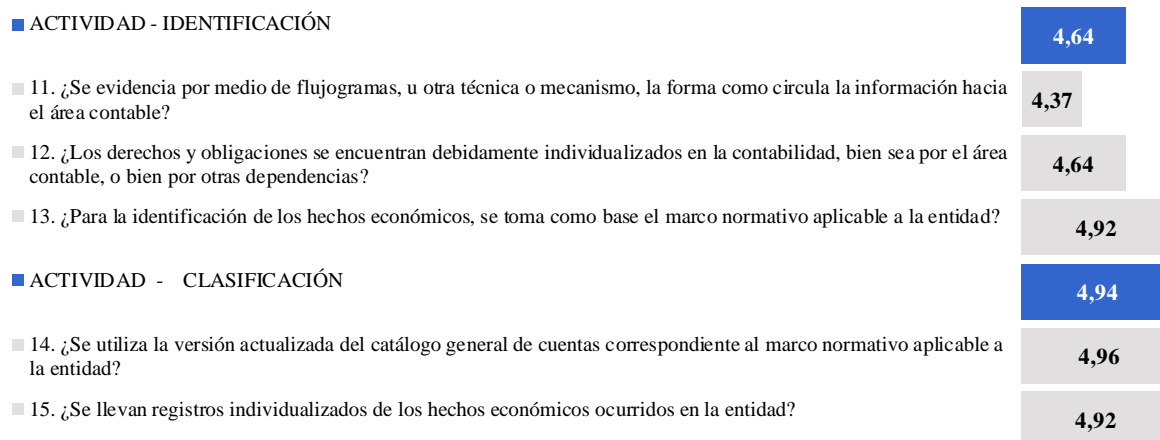 ACTIVIDAD - IDENTIFICACIÓN
4,64
11. ¿Se evidencia por medio de flujogramas, u otra técnica o mecanismo, la forma como circula la información hacia
el área contable?
4,37
12. ¿Los derechos y obligaciones se encuentran debidamente individualizados en la contabilidad, bien sea por el área
contable, o bien por otras dependencias?
4,64
13. ¿Para la identificación de los hechos económicos, se toma como base el marco normativo aplicable a la entidad?
4,92
ACTIVIDAD - CLASIFICACIÓN
4,94
14. ¿Se utiliza la versión actualizada del catálogo general de cuentas correspondiente al marco normativo aplicable a
la entidad?
4,96
15. ¿Se llevan registros individualizados de los hechos económicos ocurridos en la entidad?
4,92